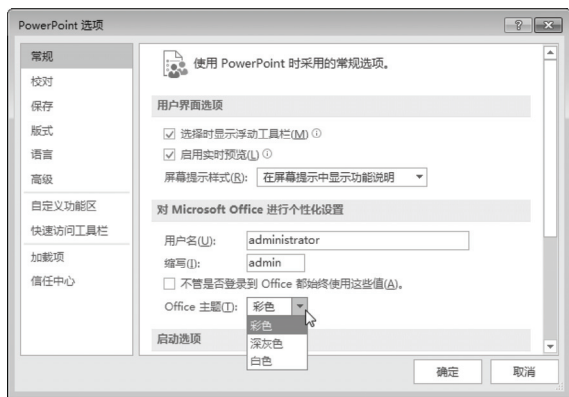 PowerPoint 选项
常规
校对
保存
版式
语言
高级
自定义功能区
快速访问工具栏
加载项
信任中心
使用 PowerPoint 时采用的常规选项。
用户界面选项
选择时显示浮动工具栏(M)
启用实时预览(L)
屏幕提示样式(R): 在屏幕提示中显示功能说明
对 Microsoft Office 进行个性化设置
用户名(U): administrator
缩写(I): admin
不管是否登录到 Office 都始终使用这些值(A)。
Office 主题(T): 彩色
彩色
深灰色
白色
启动选项
确定 取消